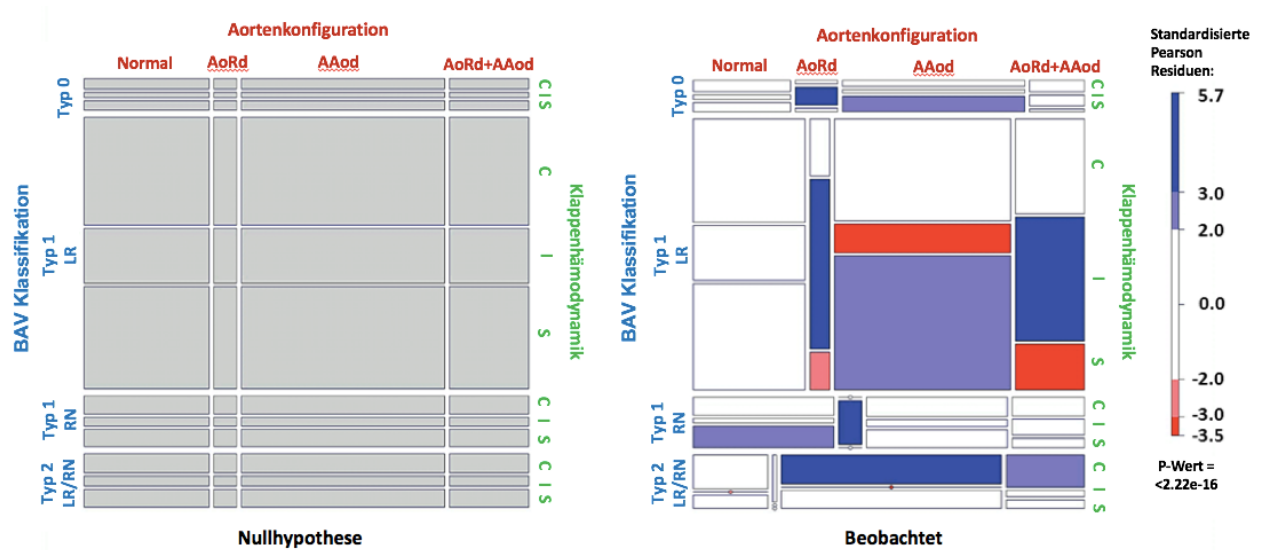 Aortenkonfiguration
Normal AoRd AAod AoRd+AAod
BAV Klassifikation
Typ 0
Typ 1
LR
Typ 1
RN
Typ 2
LR/RN
C
I
S
C
I
S
C
I
S
C
I
S
Klappenhämodynamik
Nullhypothese
Aortenkonfiguration
Normal AoRd AAod AoRd+AAod
BAV Klassifikation
Typ 0
Typ 1
LR
Typ 1
RN
Typ 2
LR/RN
C
I
S
C
I
S
C
I
S
C
I
S
Klappenhämodynamik
Beobachtet
Standardisierte
Pearson
Residuen:
5.7
3.0
2.0
0.0
-2.0
-3.0
-3.5
P-Wert =
<2.22e-16